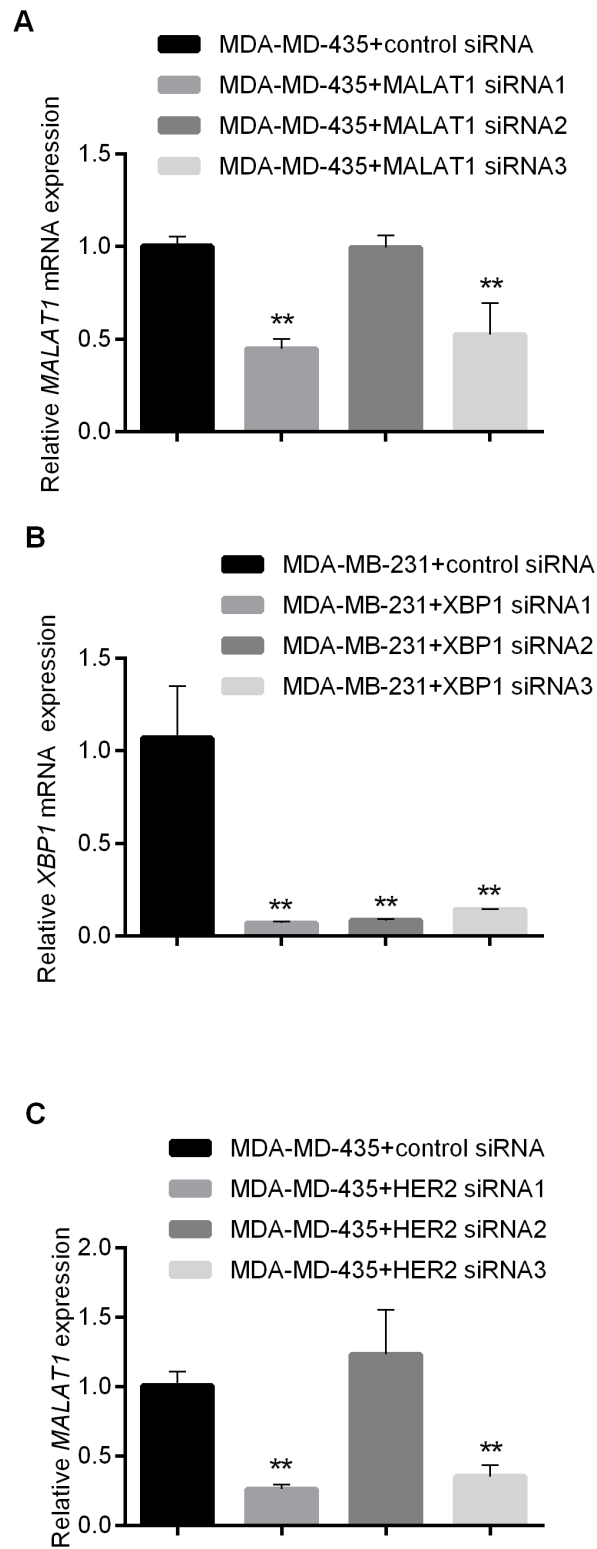 A
MDA-MD-435+control siRNA
MDA-MD-435+MALAT1 siRNA1
MDA-MD-435+MALAT1 siRNA2
MDA-MD-435+MALAT1 siRNA3
Relative MALAT1 mRNA expression
1.5
1.0
0.5
0.0
**
**
B
MDA-MB-231+control siRNA
MDA-MB-231+XBP1 siRNA1
MDA-MB-231+XBP1 siRNA2
MDA-MB-231+XBP1 siRNA3
Relative XBP1 mRNA expression
1.5
1.0
0.5
0.0
**
**
**
C
MDA-MD-435+control siRNA
MDA-MD-435+HER2 siRNA1
MDA-MD-435+HER2 siRNA2
MDA-MD-435+HER2 siRNA3
Relative MALAT1 expression
2.0
1.5
1.0
0.5
0.0
**
**